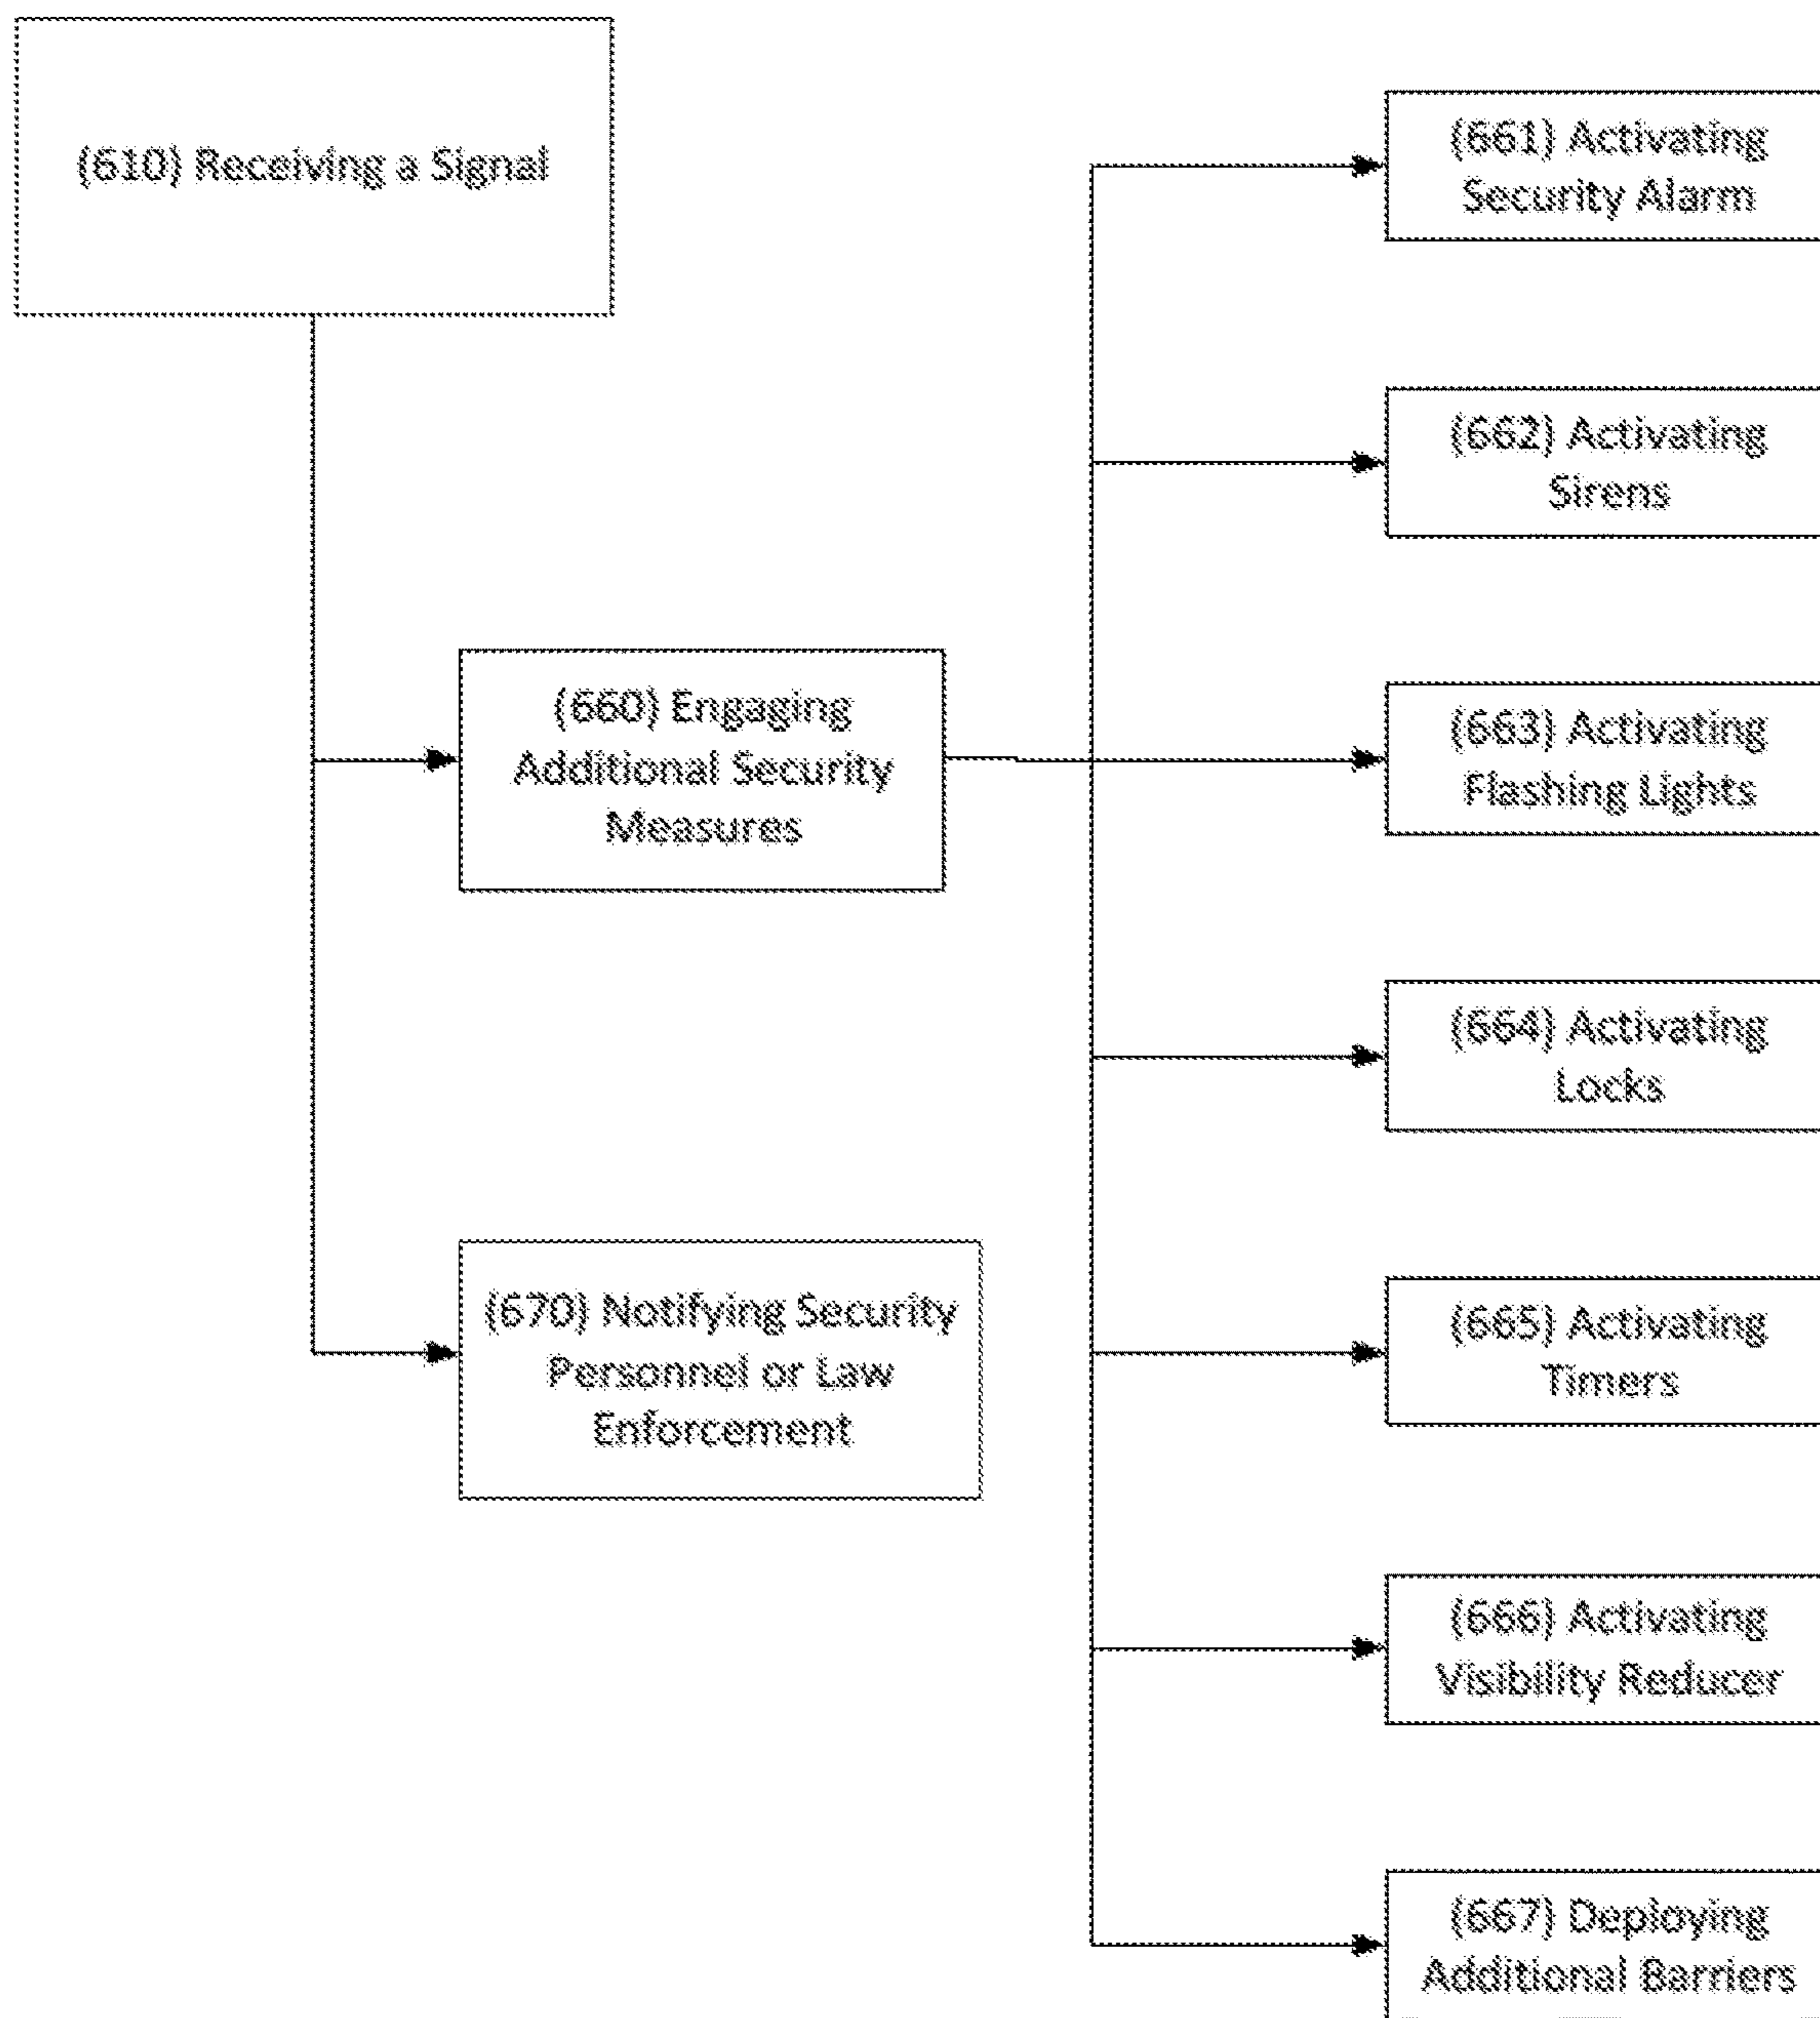 (610) Receiving a Signal
(660) Engaging
Additional Security
Measures
(670) Notifying Security
Personnel or Law
Enforcement
(661) Activating
Security Alarm
(662) Activating
Sirens
(663) Activating
Flashing Lights
(664) Activating
Locks
(665) Activating
Timers
(666) Activating
Visibility Reducer
(667) Deploying
Additional Barriers